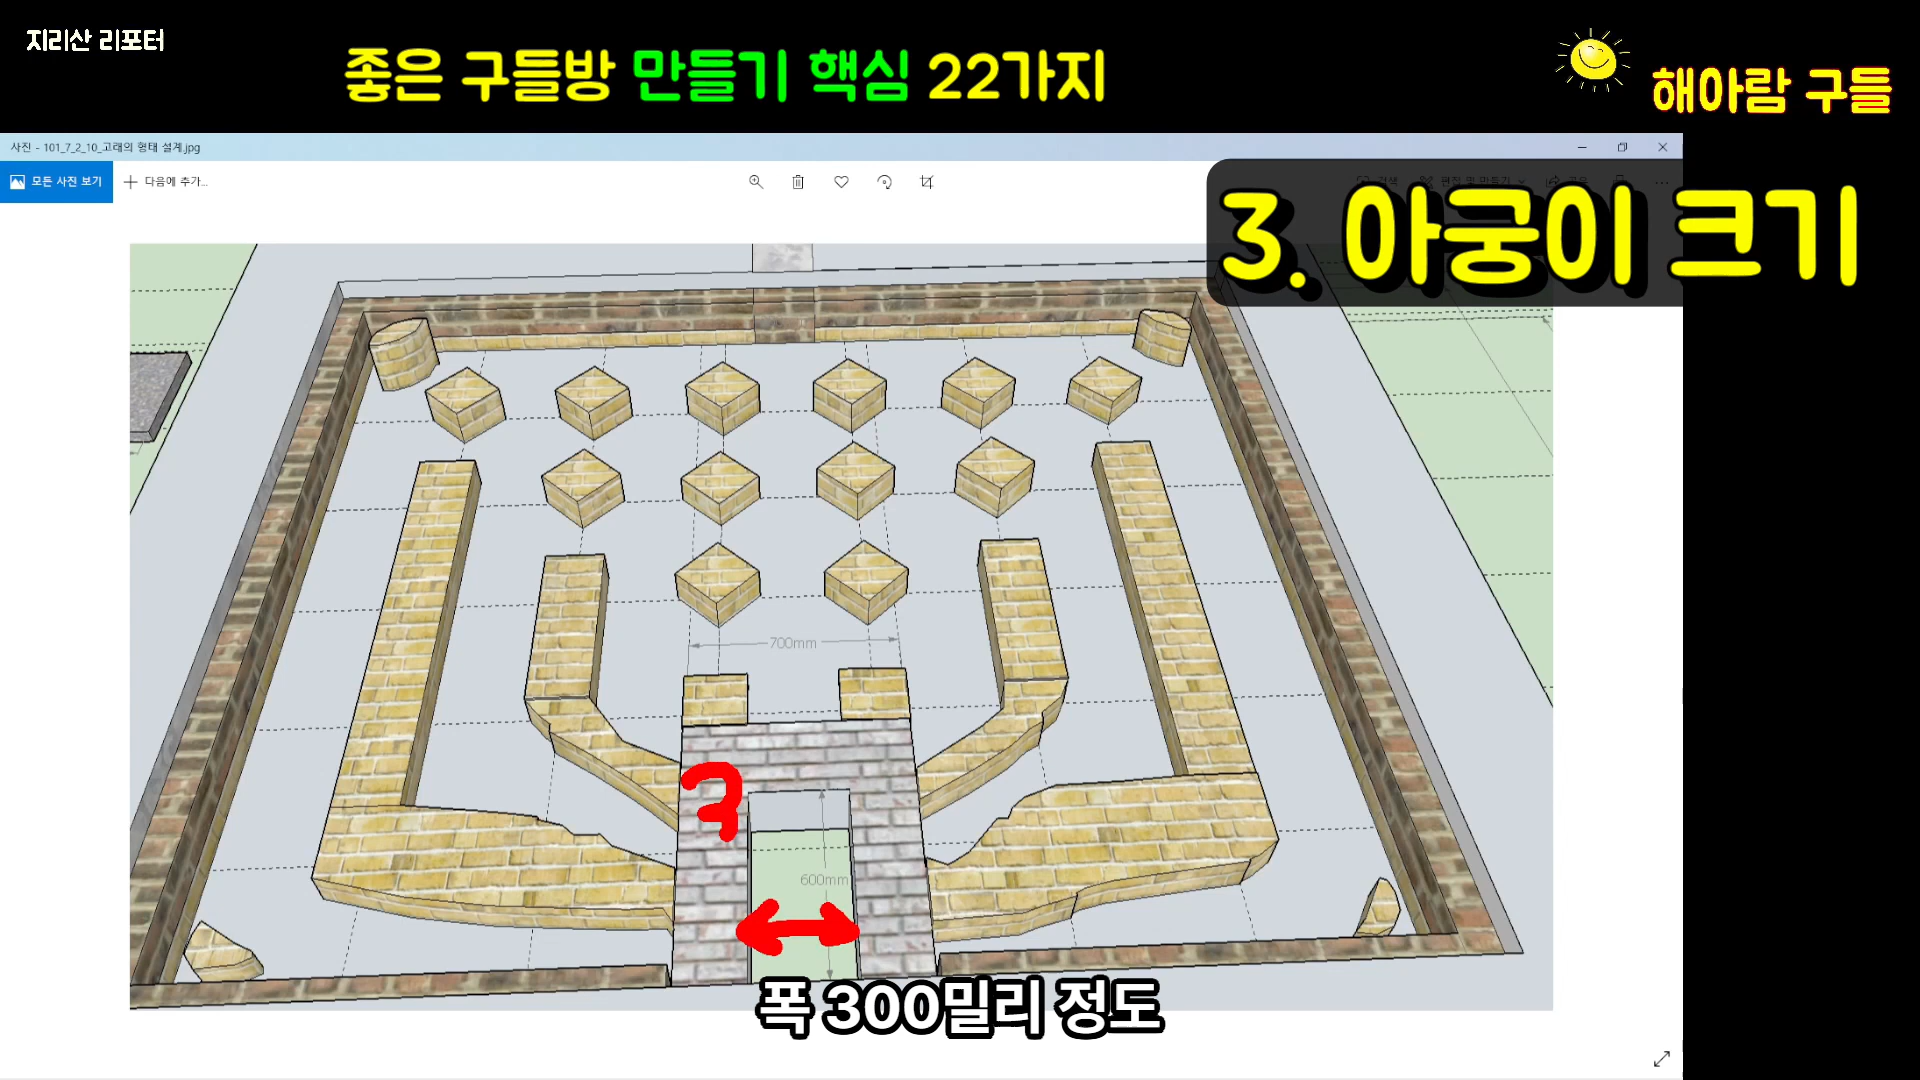 지리산 리포터
좋은 구들방 만들기 핵심 22가지
해아람 구들
사진 - 101_7_2_10_고래의 형태 설계.jpg
모든 사진 보기
다음에 추가...
3. 아궁이 크기
700mm
구
600mm
폭 300밀리 정도